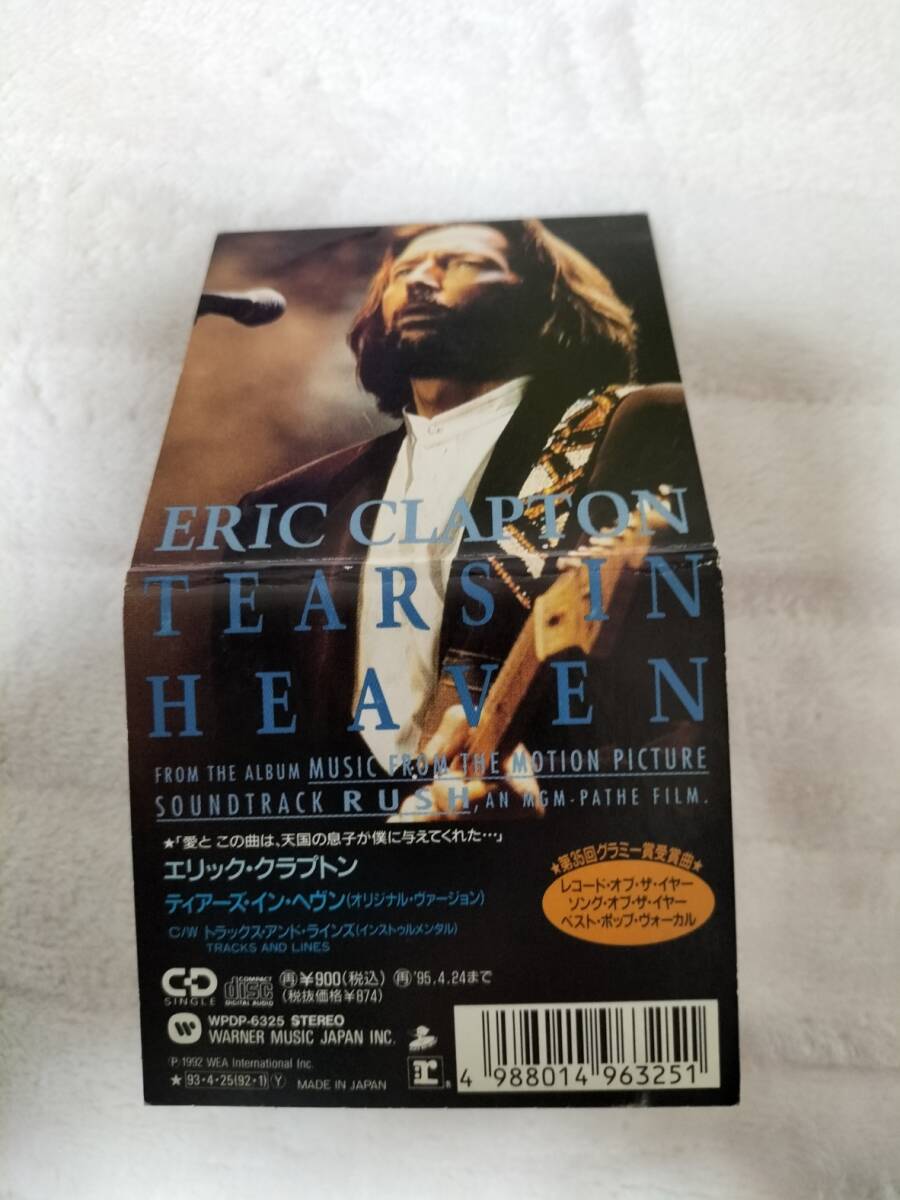 ERIC CLAPTON
TEARS IN
HEAVEN
FROM THE ALBUM MUSIC FROM THE MOTION PICTURE
SOUNDTRACK RUSH, AN MGM-PATHE FILM.
★「愛と この曲は、天国の息子が僕に与えてくれた…」
エリック・クラプトン
ティアーズ・イン・ヘヴン(オリジナル・ヴァージョン)
C/W トラックス・アンド・ラインズ(インストゥルメンタル)
TRACKS AND LINES
★第35回グラミー賞受賞曲★
レコード・オブ・ザ・イヤー
ソング・オブ・ザ・イヤー
ベスト・ポップ・ヴォーカル
CD SINGLE
COMPACT disc DIGITAL AUDIO
再¥900(税込) 再'95.4.24まで
(税抜価格¥874)
WPDP-6325 STEREO
WARNER MUSIC JAPAN INC.
Ⓟ1992 WEA International Inc.
★93・4・25(92・1)Ⓨ MADE IN JAPAN
r ®
4 988014 963251